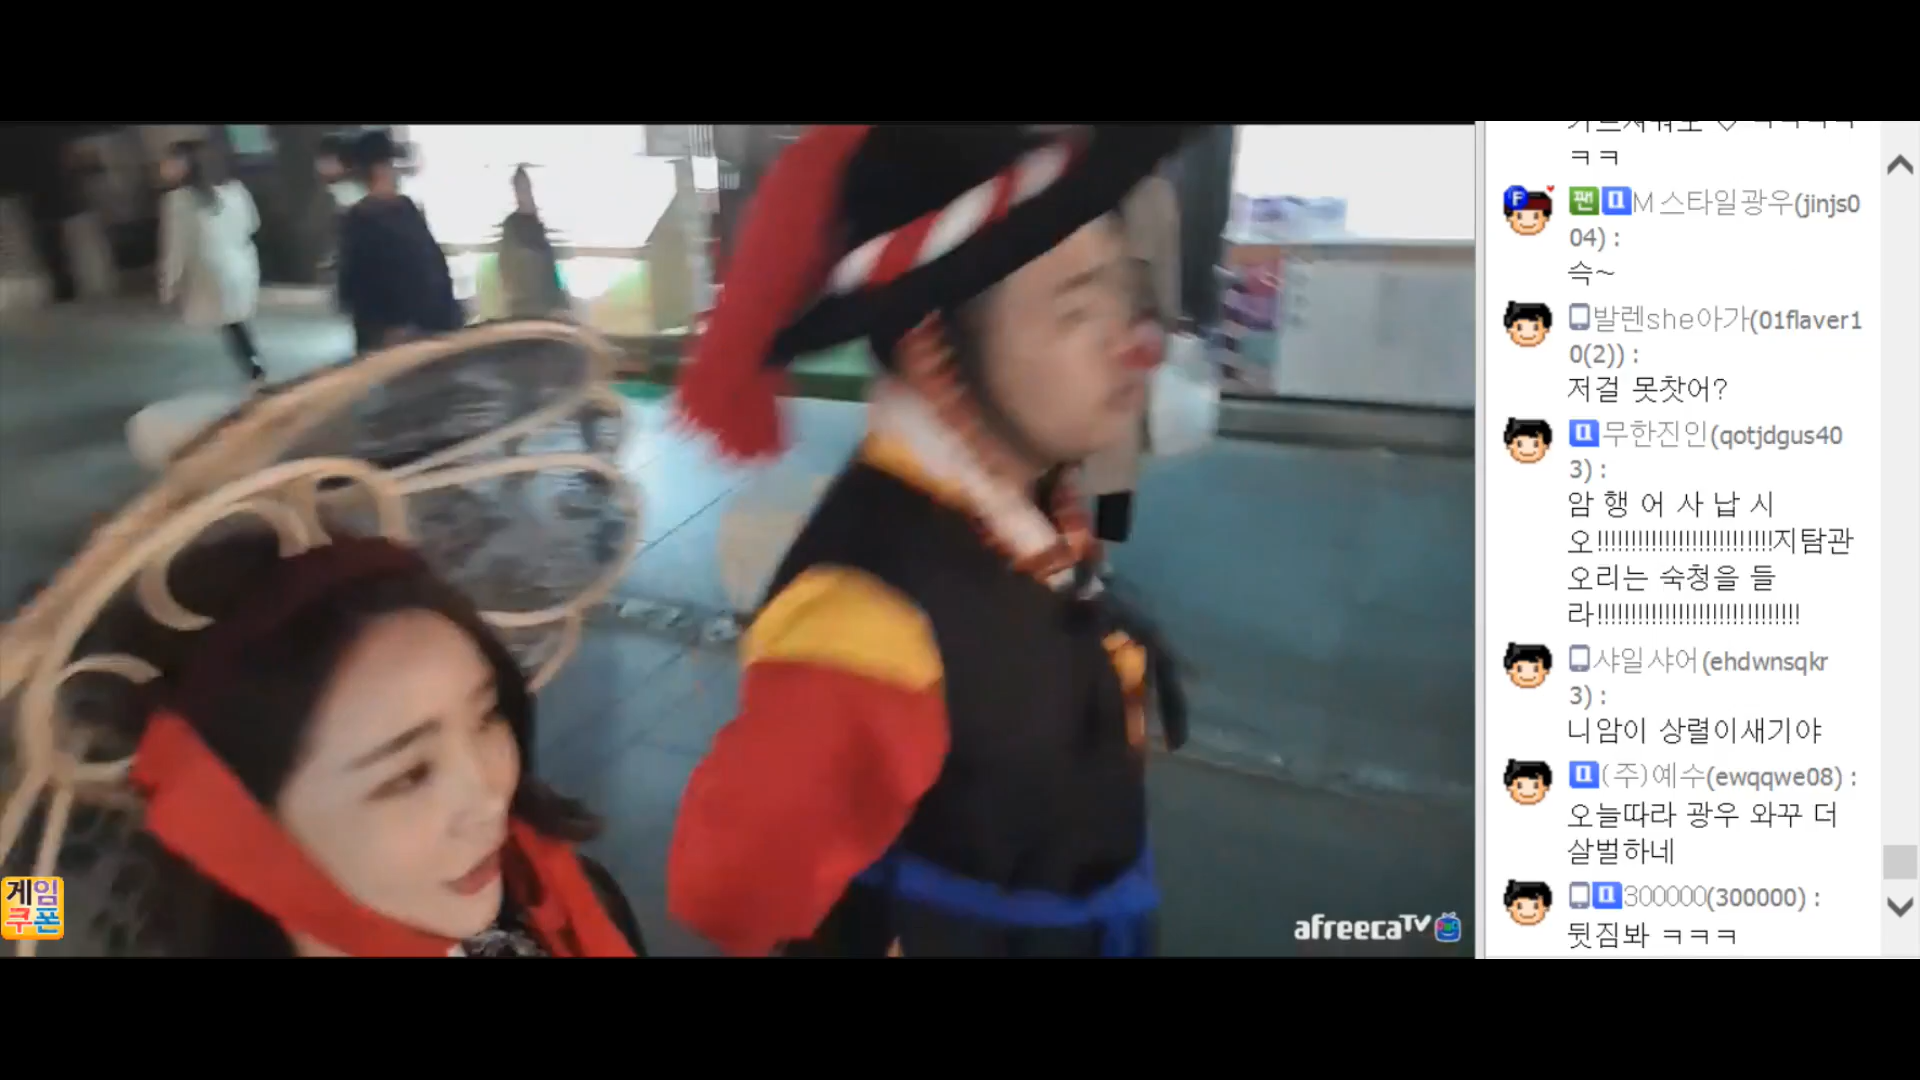 ㅋㅋ
팬 M스타일광우(jinjs0
04) :
슥~
발렌she아가(01flaver1
0(2)) :
저걸 못찻어?
무한진인(qotjdgus40
3) :
암 행 어 사 납 시
오!!!!!!!!!!!!!!!!!!!!!!!!!!지탐관
오리는 숙청을 들
라!!!!!!!!!!!!!!!!!!!!!!!!!!!!!!
샤일샤어(ehdwnsqkr
3) :
니암이 상렬이새기야
(주)예수(ewqqwe08) :
오늘따라 광우 와꾸 더
살벌하네
300000(300000) :
뒷짐봐 ㅋㅋㅋ
게임
쿠폰
afreecaTV